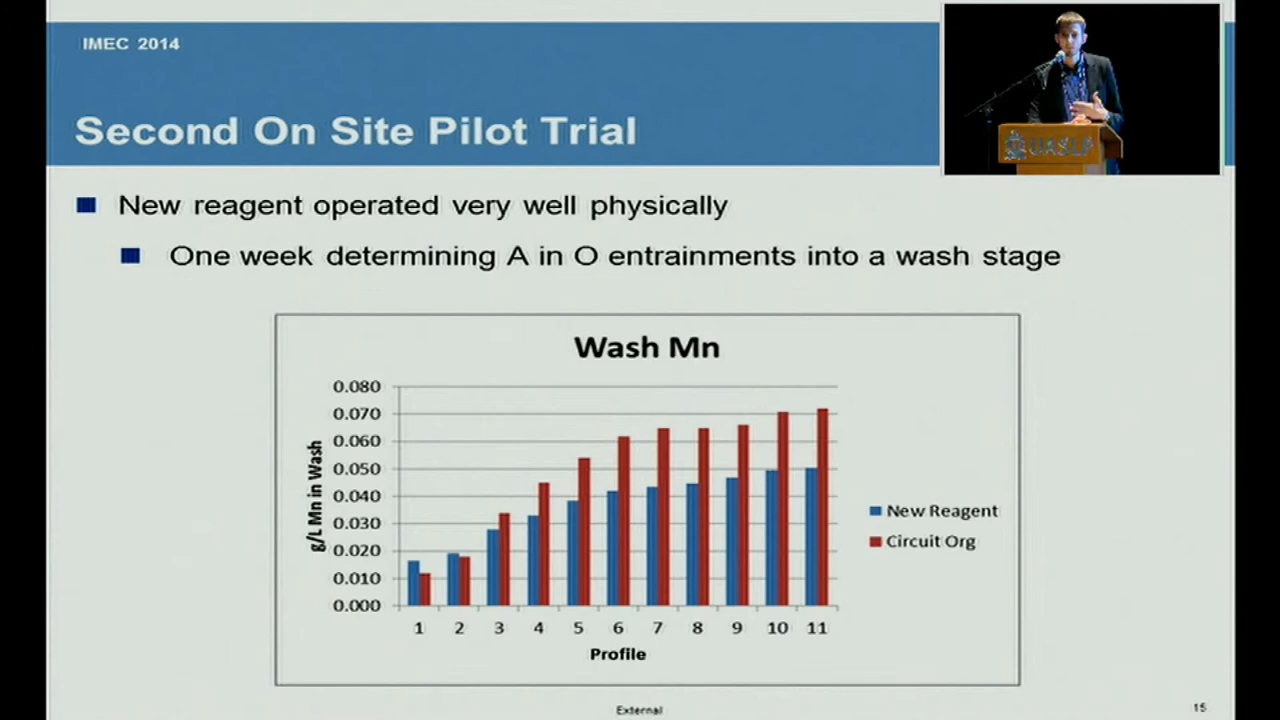 IMEC 2014
Second On Site Pilot Trial
UASLP
New reagent operated very well physically
One week determining A in O entrainments into a wash stage
Wash Mn
0.080
0.070
0.060
0.050
0.040
0.030
0.020
0.010
0.000
g/L Mn in Wash
1 2 3 4 5 6 7 8 9 10 11
Profile
New Reagent
Circuit Org
External
15